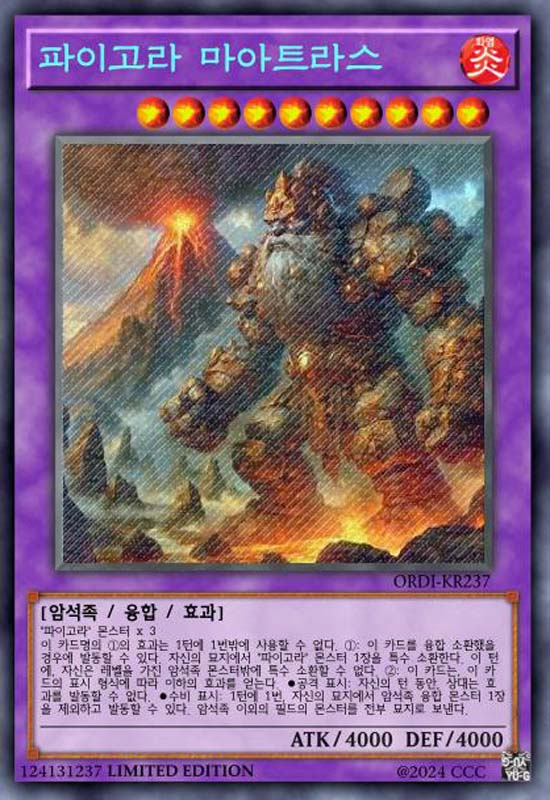 파이고라 마아트라스
화염
炎
ORDI-KR237
[암석족 / 융합 / 효과]
"파이고라" 몬스터 x 3
이 카드명의 ①의 효과는 1턴에 1번밖에 사용할 수 없다. ①: 이 카드를 융합 소환했을
경우에 발동할 수 있다. 자신의 묘지에서 "파이고라" 몬스터 1장을 특수 소환한다. 이 턴
에, 자신은 레벨을 가진 암석족 몬스터밖에 특수 소환할 수 없다. ②: 이 카드는, 이 카
드의 표시 형식에 따라 이하의 효과를 얻는다. ●공격 표시: 자신의 턴 동안, 상대는 효
과를 발동할 수 없다. ●수비 표시: 1턴에 1번, 자신의 묘지에서 암석족 융합 몬스터 1장
을 제외하고 발동할 수 있다. 암석족 이외의 필드의 몬스터를 전부 묘지로 보낸다.
ATK/4000 DEF/4000
124131237 LIMITED EDITION
@2024 CCC